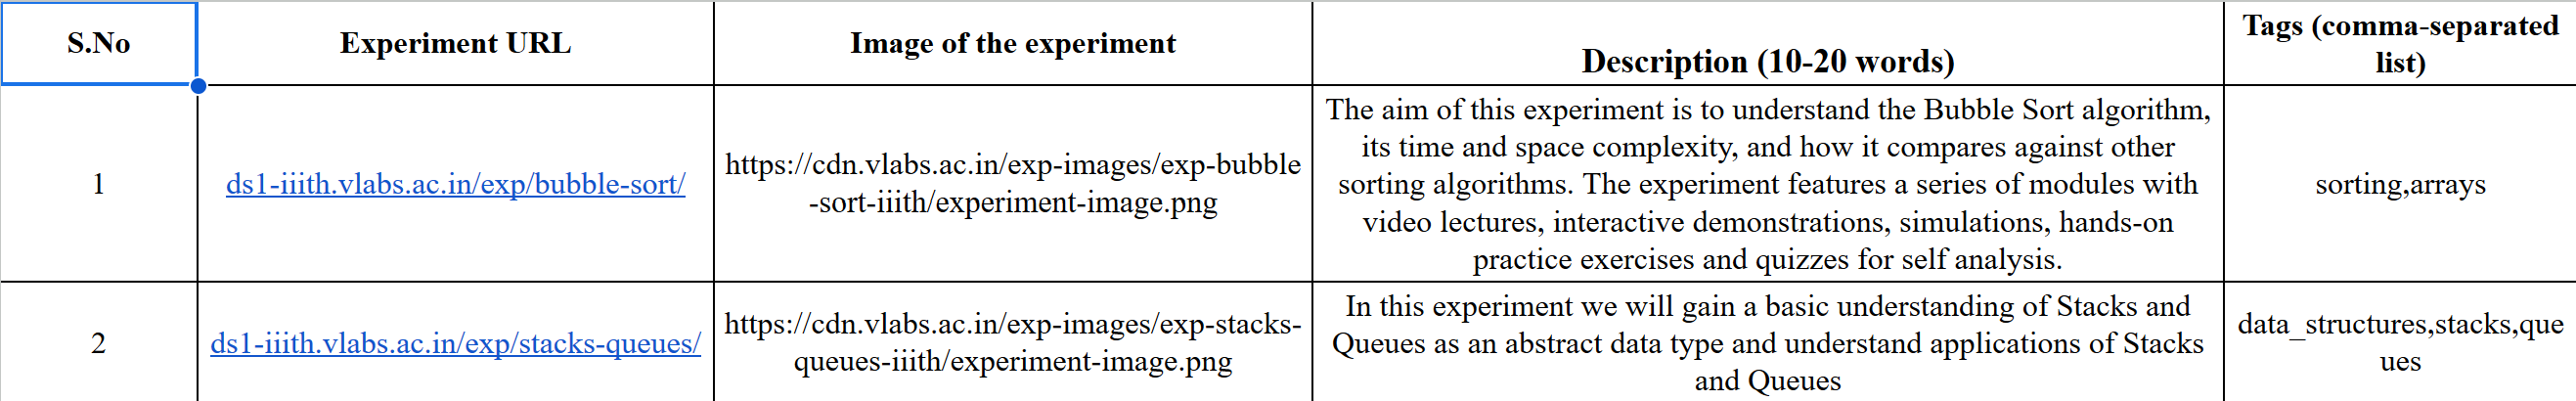 S.No
Experiment URL
Image of the experiment
Description (10-20 words)
Tags (comma-separated
list)
1
ds1-iiith.vlabs.ac.in/exp/bubble-sort/
https://cdn.vlabs.ac.in/exp-images/exp-bubble
-sort-iiith/experiment-image.png
The aim of this experiment is to understand the Bubble Sort algorithm,
its time and space complexity, and how it compares against other
sorting algorithms. The experiment features a series of modules with
video lectures, interactive demonstrations, simulations, hands-on
practice exercises and quizzes for self analysis.
sorting,arrays
2
ds1-iiith.vlabs.ac.in/exp/stacks-queues/
https://cdn.vlabs.ac.in/exp-images/exp-stacks-
queues-iiith/experiment-image.png
In this experiment we will gain a basic understanding of Stacks and
Queues as an abstract data type and understand applications of Stacks
and Queues
data_structures,stacks,que
ues